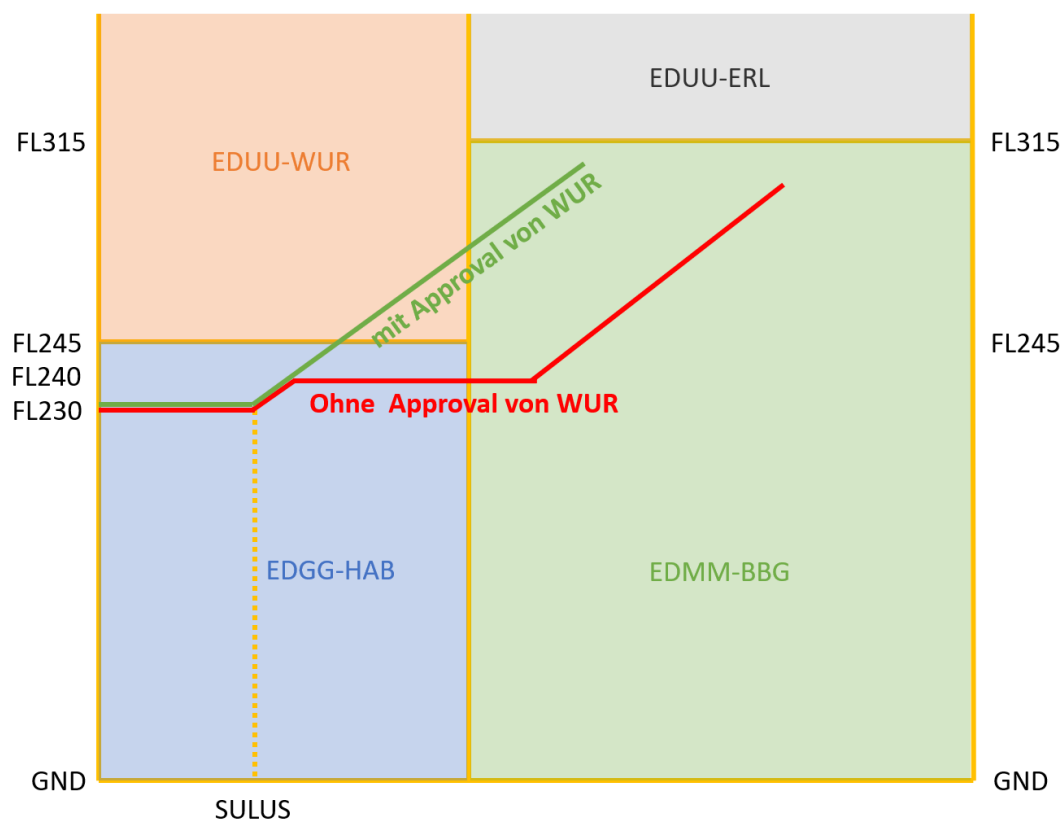 EDUU-ERL
FL315
FL315
EDUU-WUR
mit Approval von WUR
FL245
FL245
FL240
FL230
Ohne  Approval von WUR
EDGG-HAB
EDMM-BBG
GND
GND
SULUS